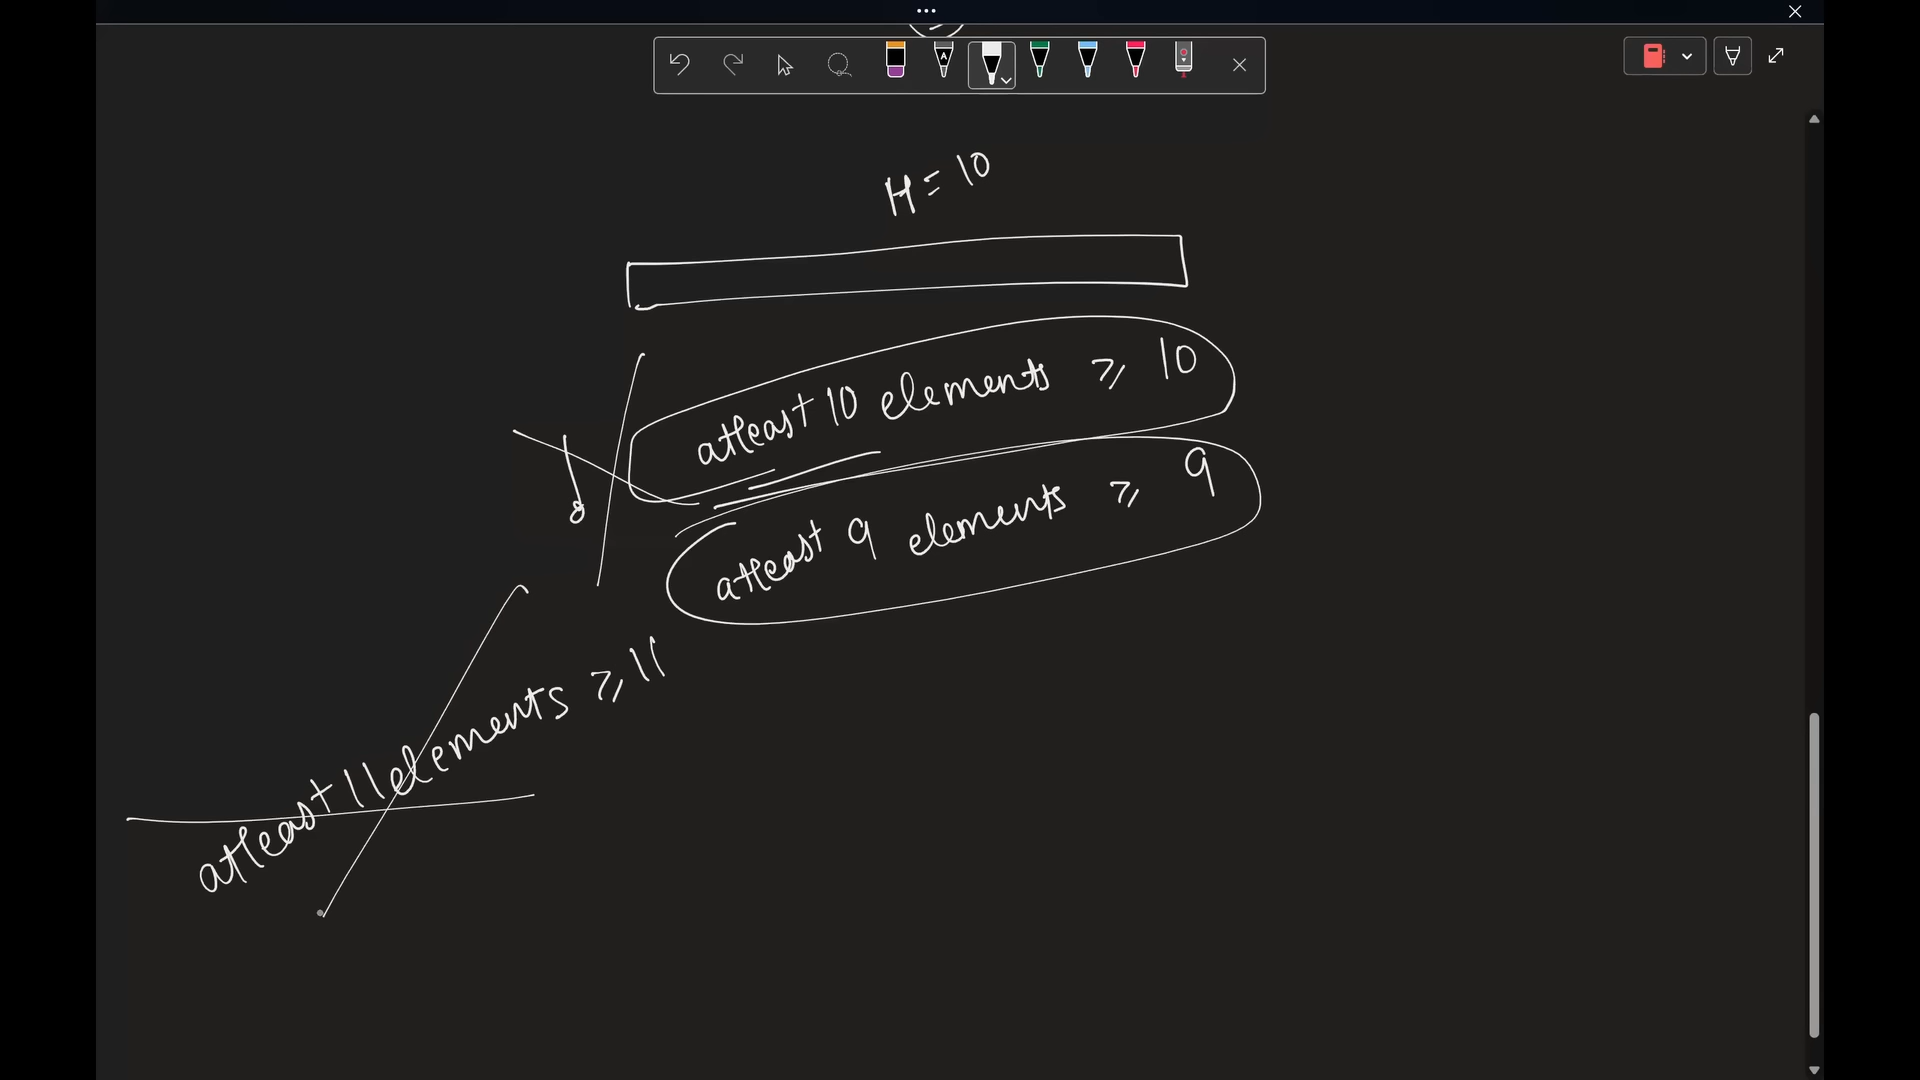 H = 10
atleast 10 elements ⩾ 10
atleast 9 elements ⩾ 9
atleast 11 elements ⩾ 11